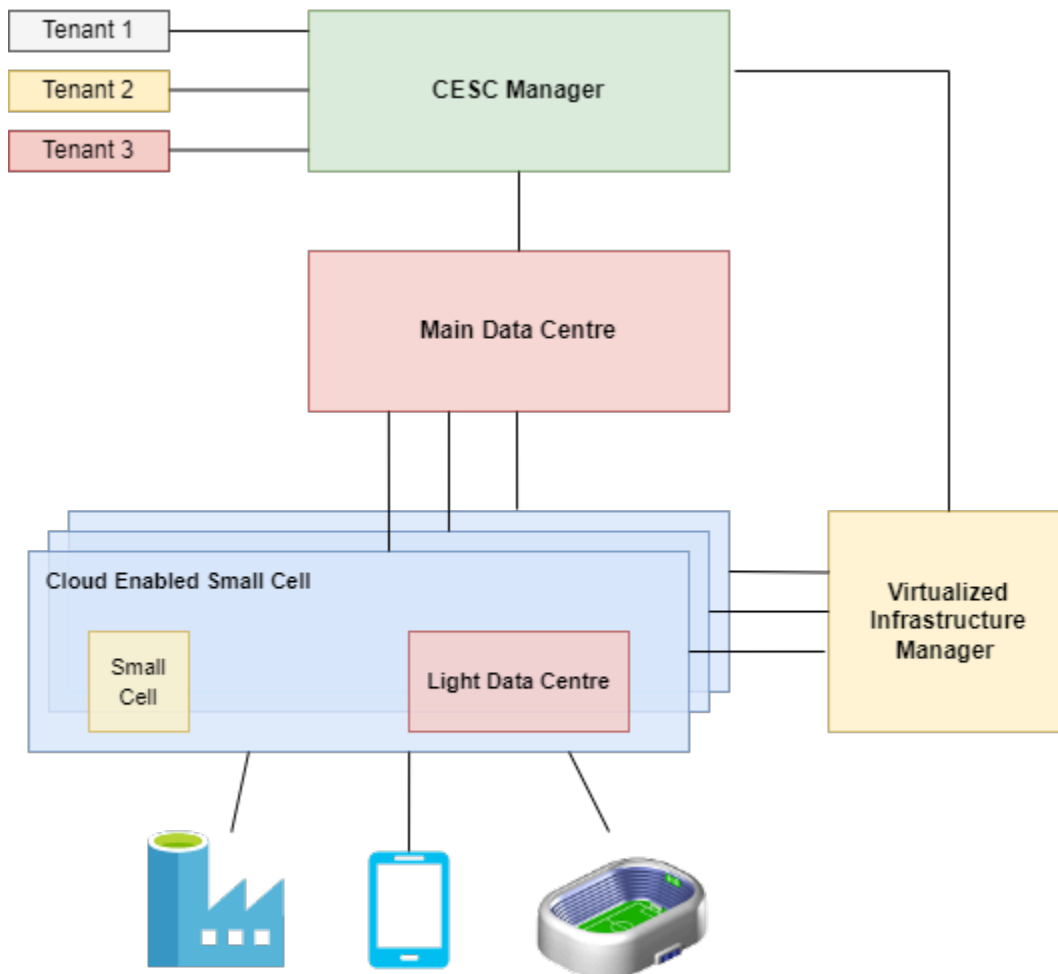 Tenant 1
Tenant 2
Tenant 3
CESC Manager
Main Data Centre
Cloud Enabled Small Cell
Small
Cell
Light Data Centre
Virtualized
Infrastructure
Manager